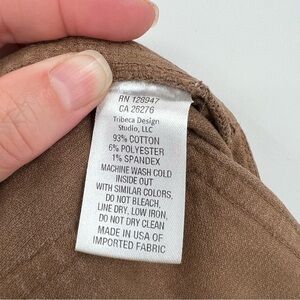 RN 128947
CA 26276
Tribeca Design
Studio, LLC
93% COTTON
6% POLYESTER
1% SPANDEX
MACHINE WASH COLD
INSIDE OUT
WITH SIMILAR COLORS,
DO NOT BLEACH,
LINE DRY, LOW IRON,
DO NOT DRY CLEAN
MADE IN USA OF
IMPORTED FABRIC